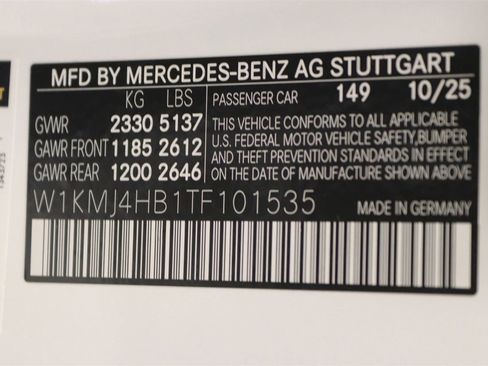 MFD BY MERCEDES-BENZ AG STUTTGART
KG LBS PASSENGER CAR 149 10/25
GVWR 2330 5137
GAWR FRONT 1185 2612
GAWR REAR 1200 2646
THIS VEHICLE CONFORMS TO ALL APPLICABLE
U.S. FEDERAL MOTOR VEHICLE SAFETY, BUMPER
AND THEFT PREVENTION STANDARDS IN EFFECT
ON THE DATE OF MANUFACTURE SHOWN ABOVE
W1KMJ4HB1TF101535 MADE IN GERMANY